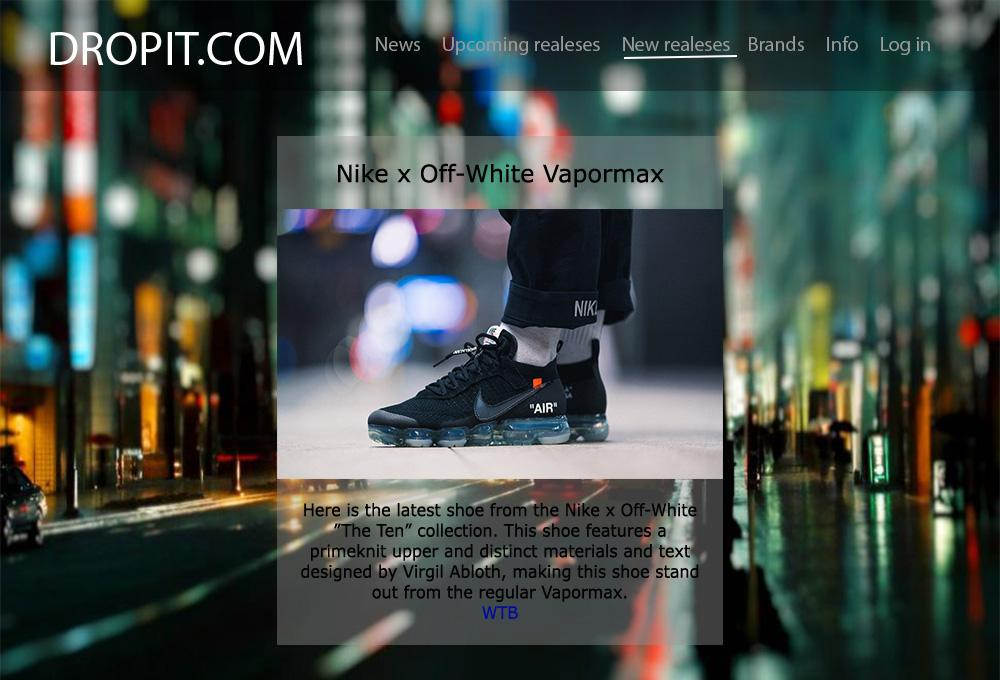 DROPIT.COM
News Upcoming realeses New realeses Brands Info Log in
Nike x Off-White Vapormax
NIKE
"AIR"
Here is the latest shoe from the Nike x Off-White
”The Ten” collection. This shoe features a
primeknit upper and distinct materials and text
designed by Virgil Abloth, making this shoe stand
out from the regular Vapormax.
WTB